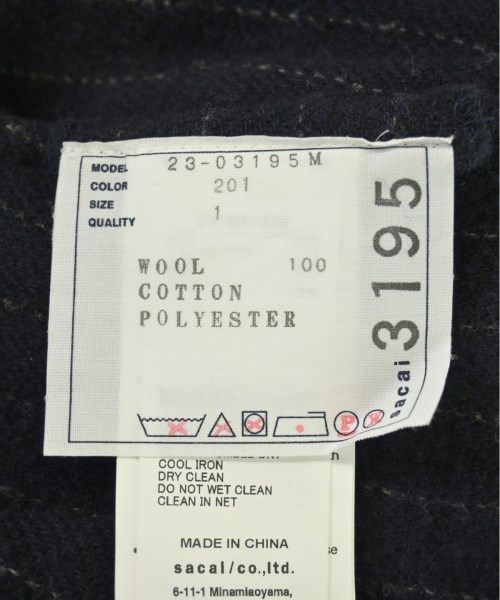 MODEL 23-03195M
COLOR 201
SIZE 1
QUALITY
WOOL 100
COTTON
POLYESTER
sacai 3195
P
COOL IRON
DRY CLEAN
DO NOT WET CLEAN
CLEAN IN NET
MADE IN CHINA
sacai/co.,ltd.
6-11-1 Minamiaoyama,